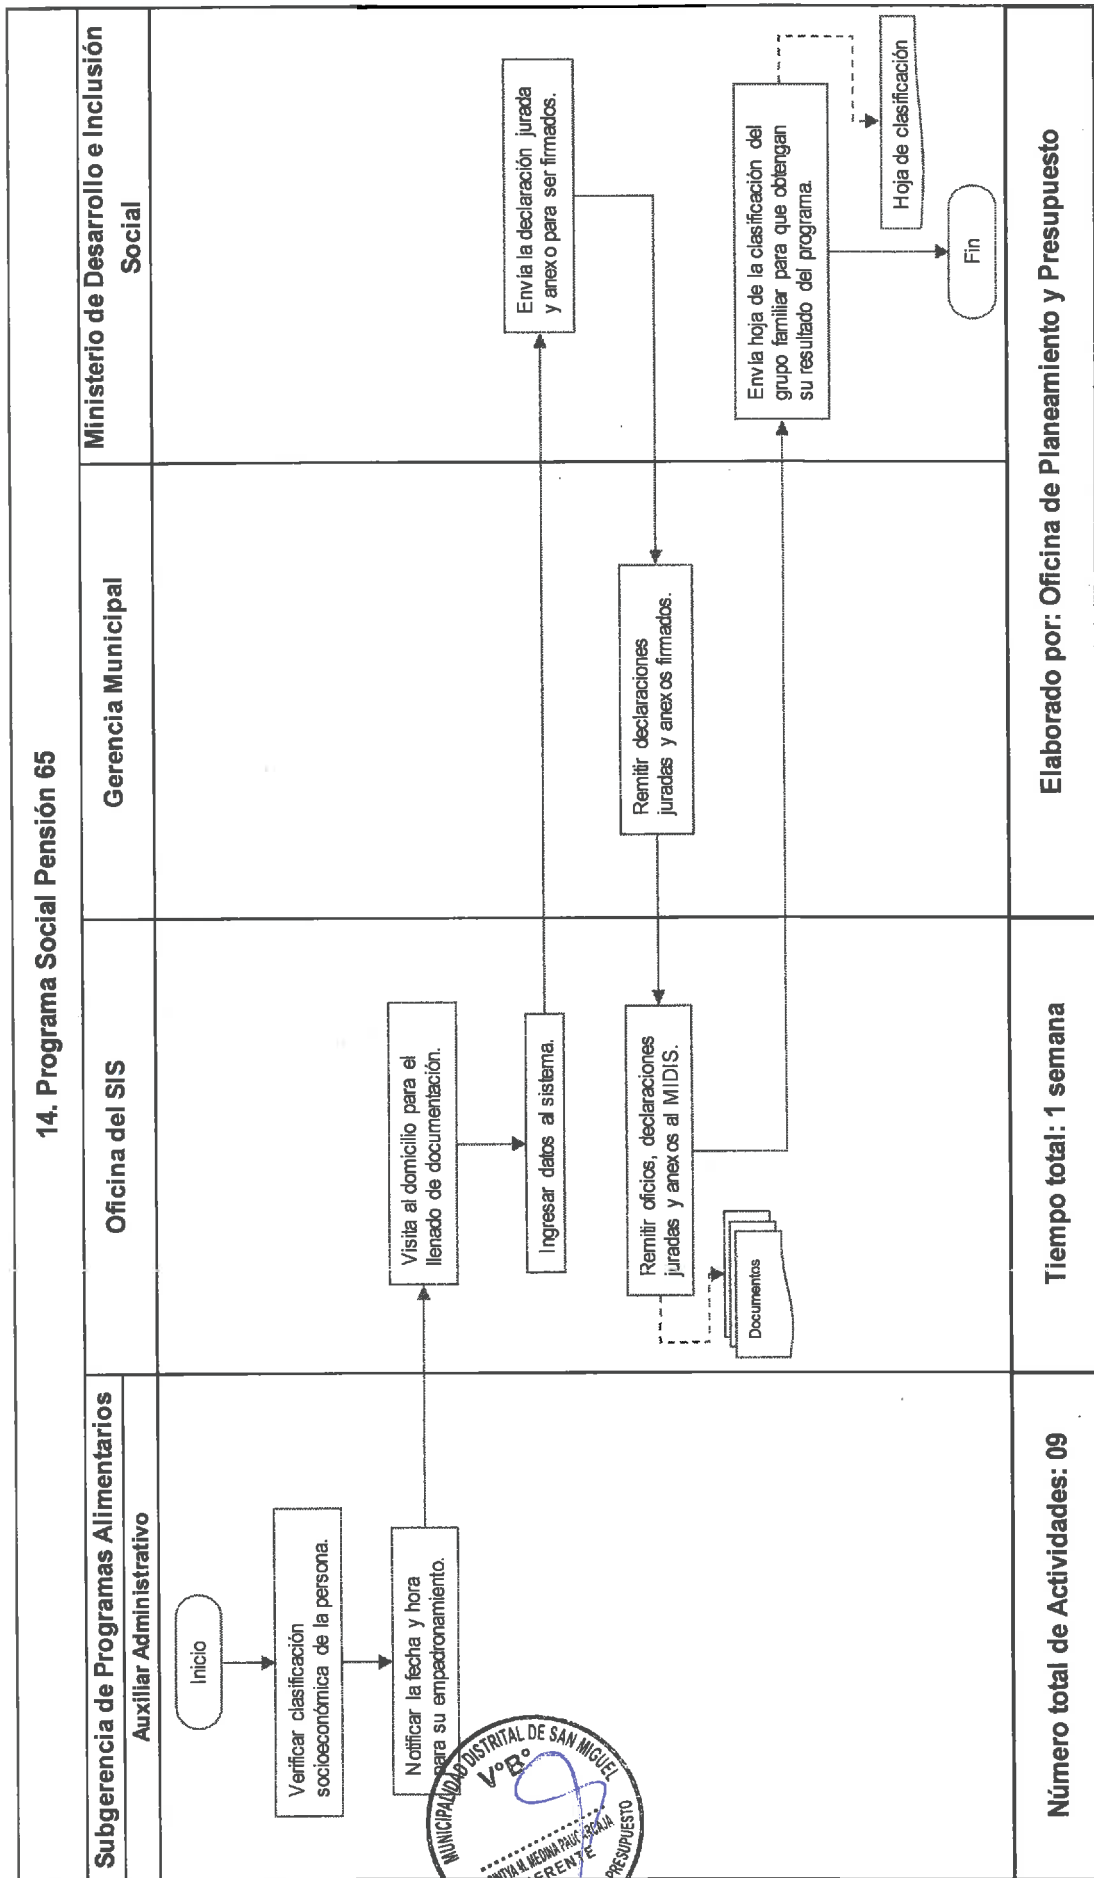 14. Programa Social Pensión 65
Subgerencia de Programas Alimentarios
Auxiliar Administrativo
Oficina del SIS
Gerencia Municipal
Ministerio de Desarrollo e Inclusión
Social
Inicio
Verificar clasificación
socioeconómica de la persona.
Notificar la fecha y hora
para su empadronamiento.
Visita al domicilio para el
llenado de documentación.
Ingresar datos al sistema.
Envía la declaración jurada
y anexo para ser firmados.
Remitir declaraciones
juradas y anexos firmados.
Remitir oficios, declaraciones
juradas y anexos al MIDIS.
Documentos
Envía hoja de la clasificación del
grupo familiar para que obtengan
su resultado del programa.
Hoja de clasificación
Fin
MUNICIPALIDAD DISTRITAL DE SAN MIGUEL
V°B°
M. MEDINA
PRESUPUESTO
Número total de Actividades: 09
Tiempo total: 1 semana
Elaborado por: Oficina de Planeamiento y Presupuesto